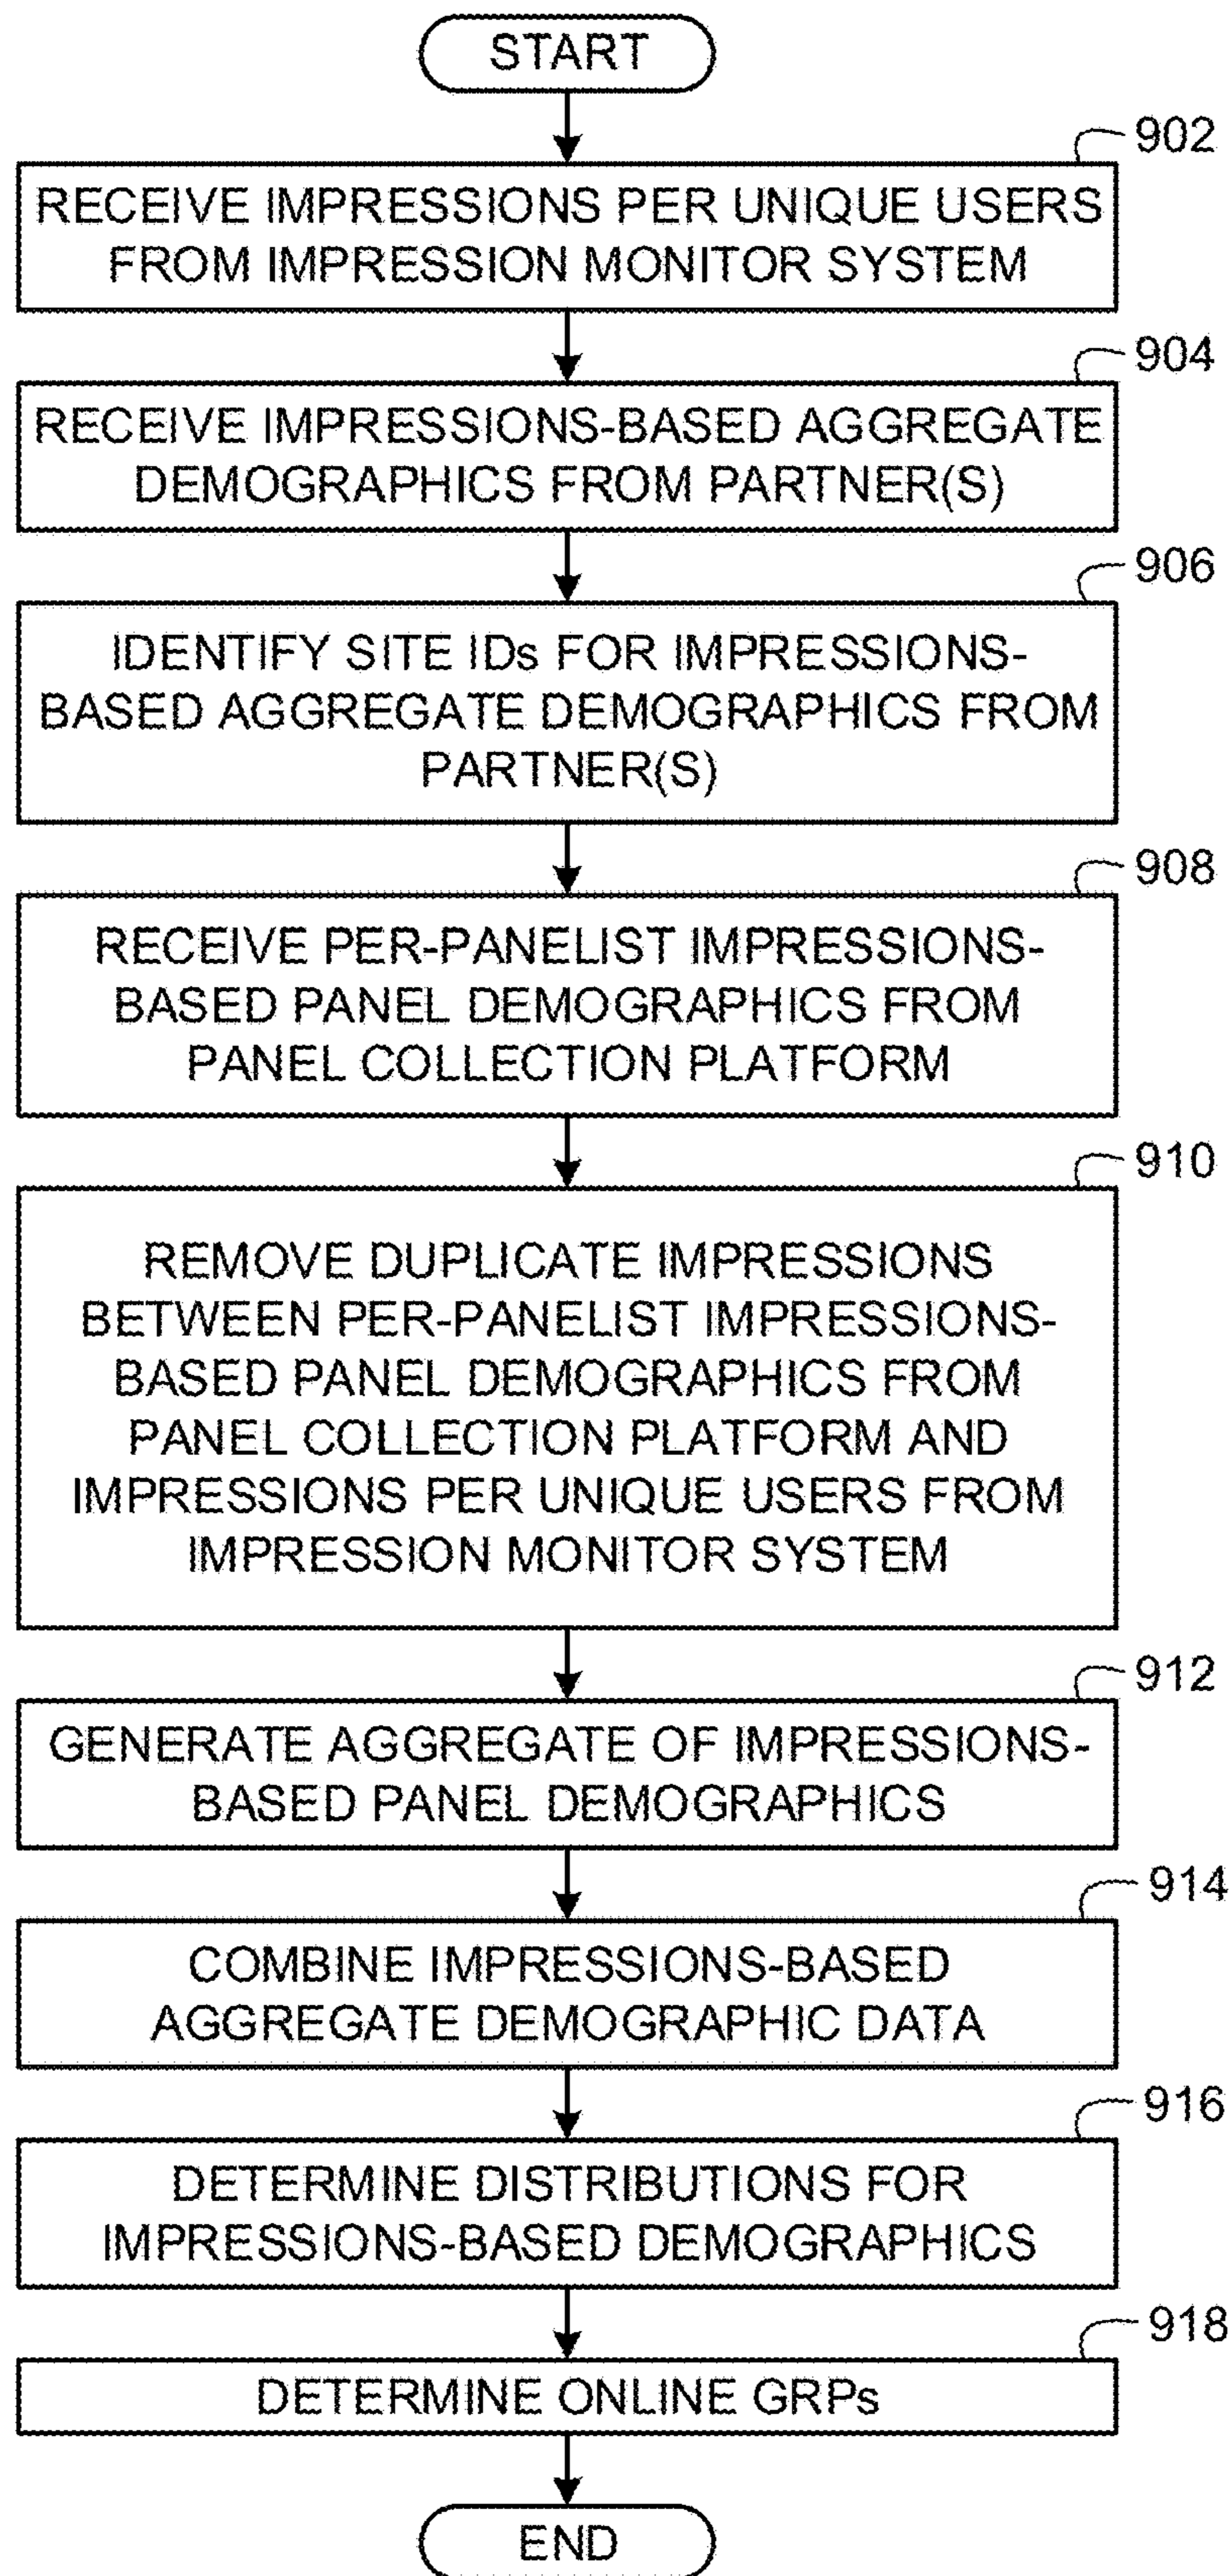 START
902
RECEIVE IMPRESSIONS PER UNIQUE USERS
FROM IMPRESSION MONITOR SYSTEM
904
RECEIVE IMPRESSIONS-BASED AGGREGATE
DEMOGRAPHICS FROM PARTNER(S)
906
IDENTIFY SITE IDs FOR IMPRESSIONS-
BASED AGGREGATE DEMOGRAPHICS FROM
PARTNER(S)
908
RECEIVE PER-PANELIST IMPRESSIONS-
BASED PANEL DEMOGRAPHICS FROM
PANEL COLLECTION PLATFORM
910
REMOVE DUPLICATE IMPRESSIONS
BETWEEN PER-PANELIST IMPRESSIONS-
BASED PANEL DEMOGRAPHICS FROM
PANEL COLLECTION PLATFORM AND
IMPRESSIONS PER UNIQUE USERS FROM
IMPRESSION MONITOR SYSTEM
912
GENERATE AGGREGATE OF IMPRESSIONS-
BASED PANEL DEMOGRAPHICS
914
COMBINE IMPRESSIONS-BASED
AGGREGATE DEMOGRAPHIC DATA
916
DETERMINE DISTRIBUTIONS FOR
IMPRESSIONS-BASED DEMOGRAPHICS
918
DETERMINE ONLINE GRPs
END